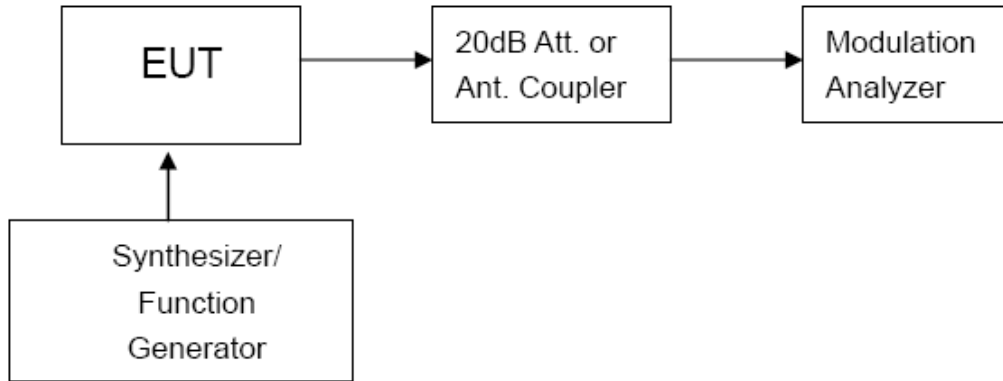 EUT
20dB Att. or
Ant. Coupler
Modulation
Analyzer
Synthesizer/
Function
Generator